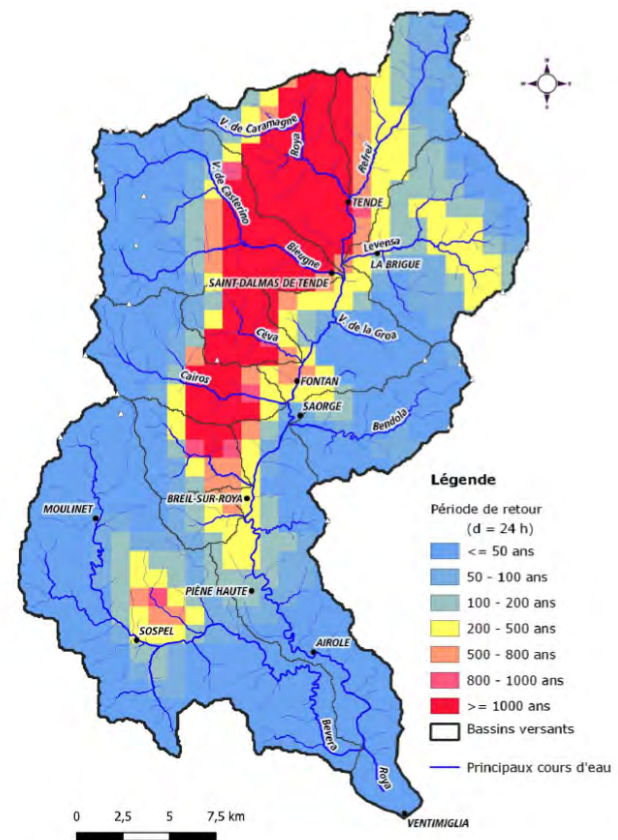 V. de Caramagne
Roya
Refrei
V. de Casterino
TENDE
Bieugne
Levensa
LA BRIGUE
SAINT-DALMAS DE TENDE
V. de la Groa
Céva
Cairos
FONTAN
SAORGE
Bendola
BREIL-SUR-ROYA
MOULINET
PIÈNE HAUTE
SOSPEL
AIROLE
Bevera
Roya
VENTIMIGLIA
Légende
Période de retour
(d = 24 h)
<= 50 ans
50 - 100 ans
100 - 200 ans
200 - 500 ans
500 - 800 ans
800 - 1000 ans
>= 1000 ans
Bassins versants
Principaux cours d'eau
0 2,5 5 7,5 km